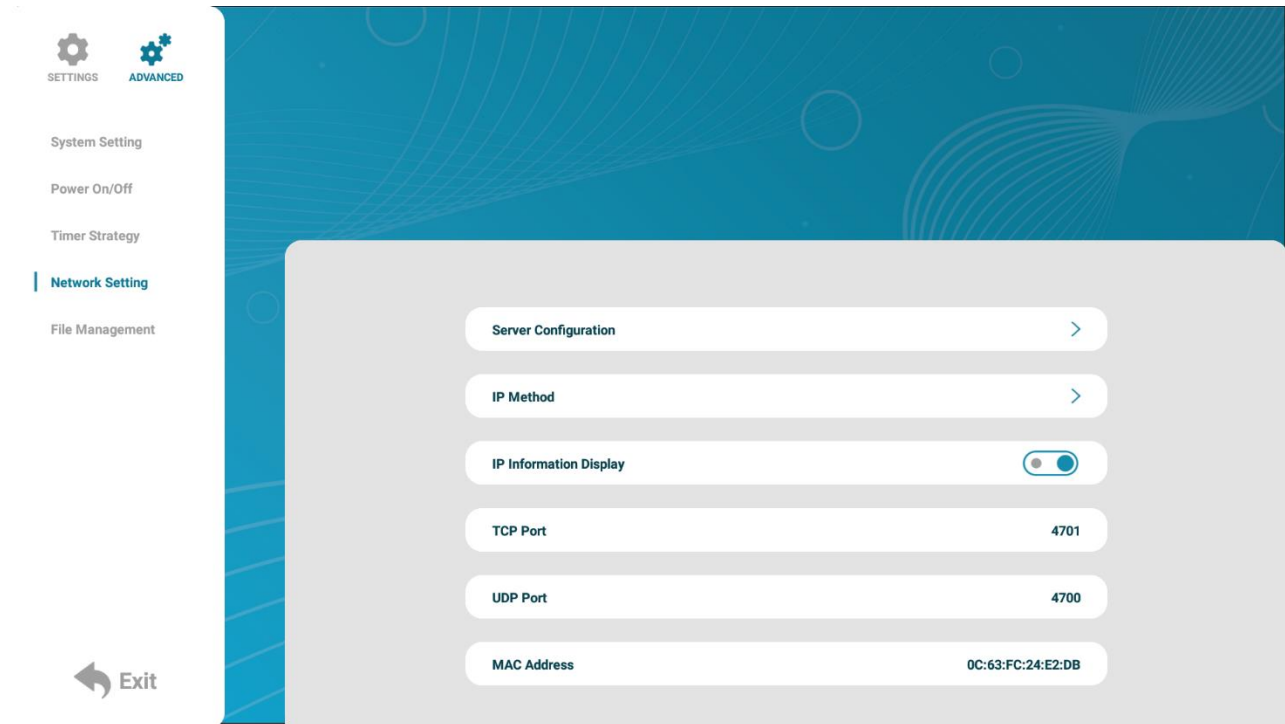 SETTINGS ADVANCED
System Setting
Power On/Off
Timer Strategy
Network Setting
File Management
Exit
Server Configuration
IP Method
IP Information Display
TCP Port 4701
UDP Port 4700
MAC Address 0C:63:FC:24:E2:DB